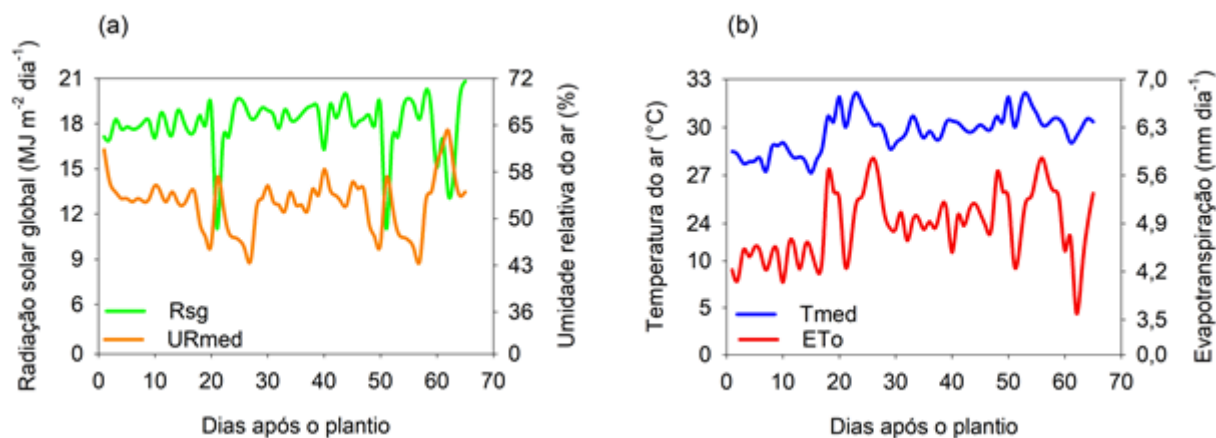 (a)
Radiação solar global (MJ m⁻² dia⁻¹)
21
18
15
12
9
6
0
Rsg
URmed
72
65
58
50
43
36
0
Umidade relativa do ar (%)
0 10 20 30 40 50 60 70
Dias após o plantio
(b)
Temperatura do ar (°C)
33
30
27
24
10
5
0
Tmed
ETo
7,0
6,3
5,6
4,9
4,2
3,5
0,0
Evapotranspiração (mm dia⁻¹)
0 10 20 30 40 50 60 70
Dias após o plantio